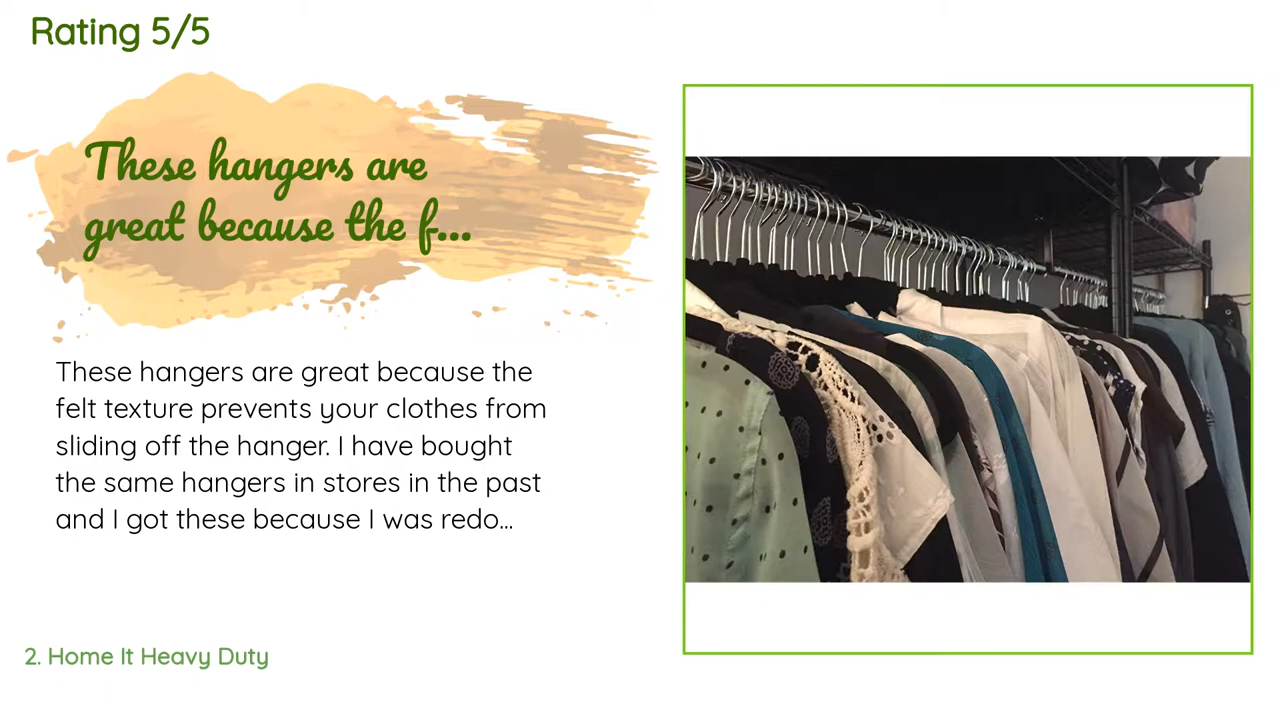 Rating 5/5
These hangers are
great because the f...
These hangers are great because the
felt texture prevents your clothes from
sliding off the hanger. I have bought
the same hangers in stores in the past
and I got these because I was redo...
2. Home It Heavy Duty